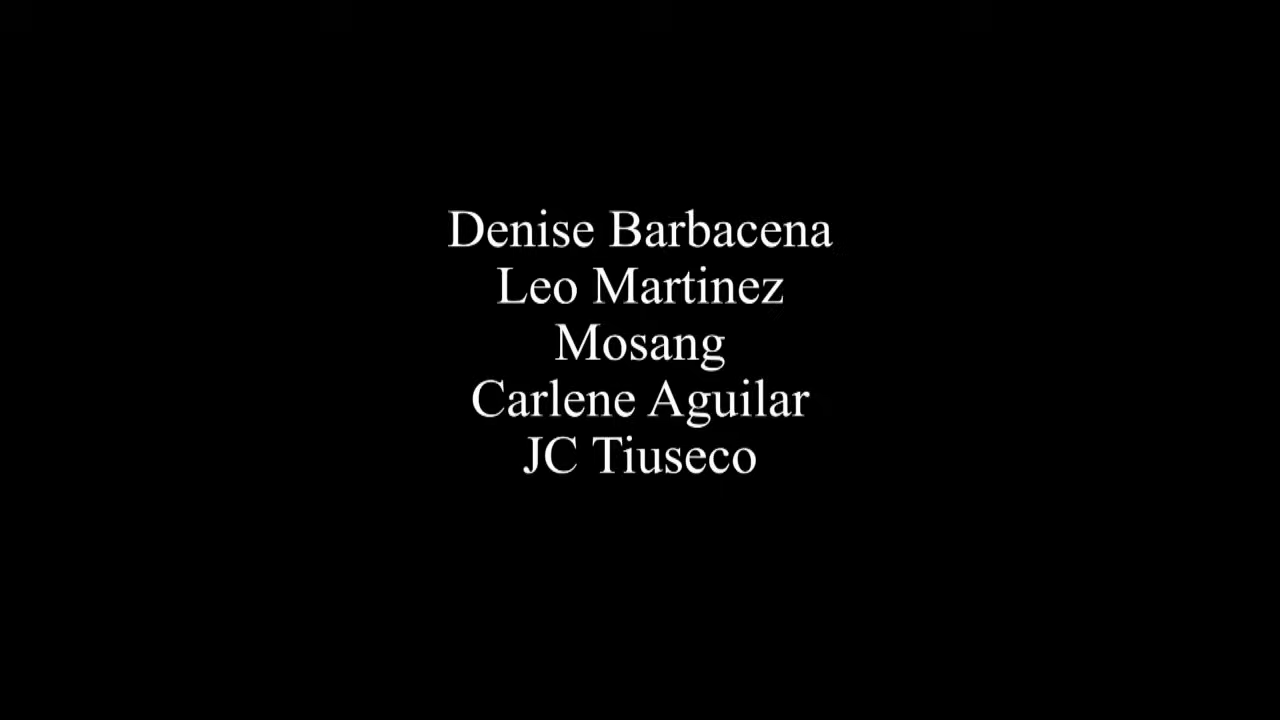 Denise Barbacena
Leo Martinez
Mosang
Carlene Aguilar
JC Tiuseco